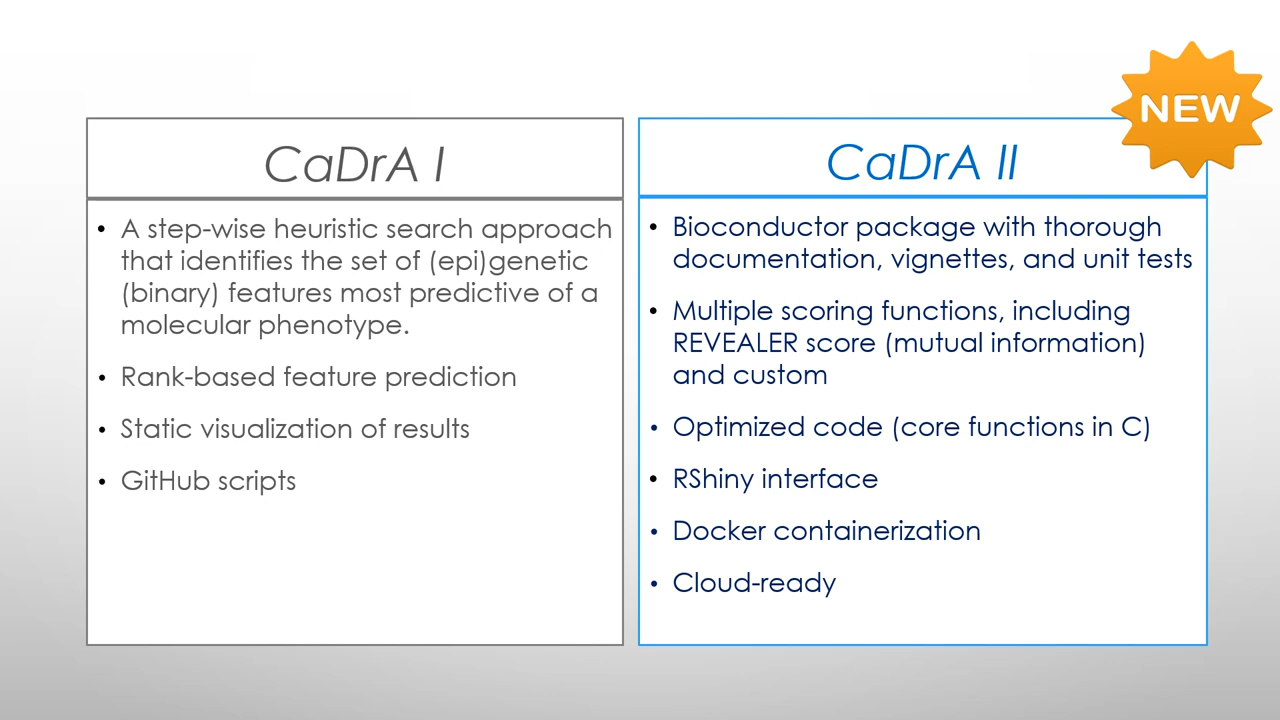 NEW
CaDrA I
• A step-wise heuristic search approach
that identifies the set of (epi)genetic
(binary) features most predictive of a
molecular phenotype.
• Rank-based feature prediction
• Static visualization of results
• GitHub scripts
CaDrA II
• Bioconductor package with thorough
documentation, vignettes, and unit tests
• Multiple scoring functions, including
REVEALER score (mutual information)
and custom
• Optimized code (core functions in C)
• RShiny interface
• Docker containerization
• Cloud-ready